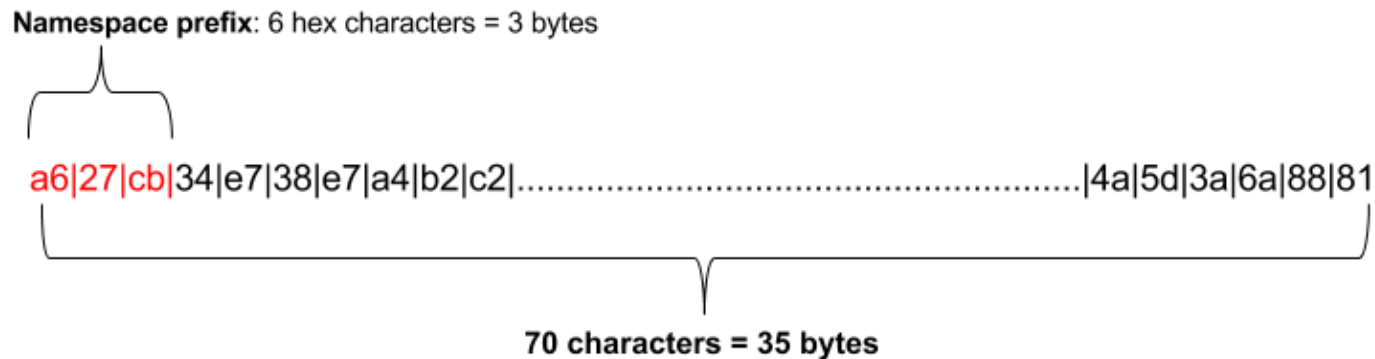 Namespace prefix: 6 hex characters = 3 bytes
a6|27|cb|34|e7|38|e7|a4|b2|c2|.....................................................|4a|5d|3a|6a|88|81
70 characters = 35 bytes